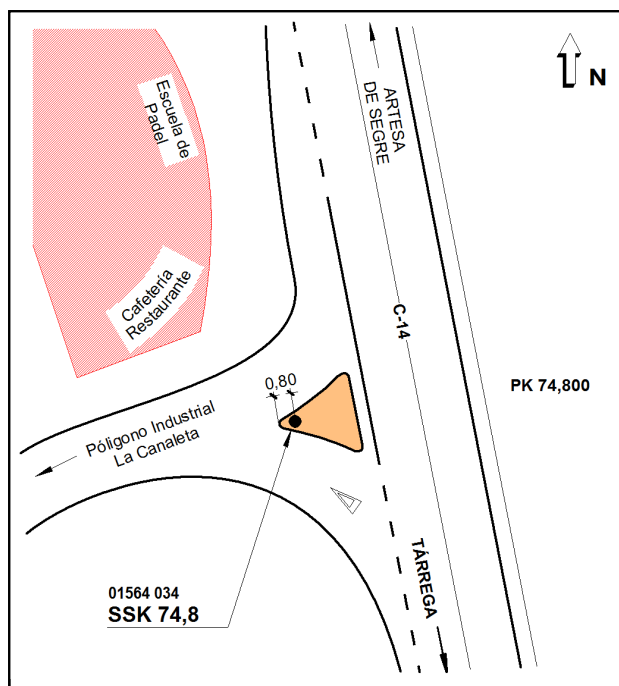 Escuela de
Padel
ARTESA
DE SEGRE
N
Cafetería
Restaurante
C-14
0,80
PK 74,800
Póligono Industrial
La Canaleta
TÁRREGA
01564 034
SSK 74,8